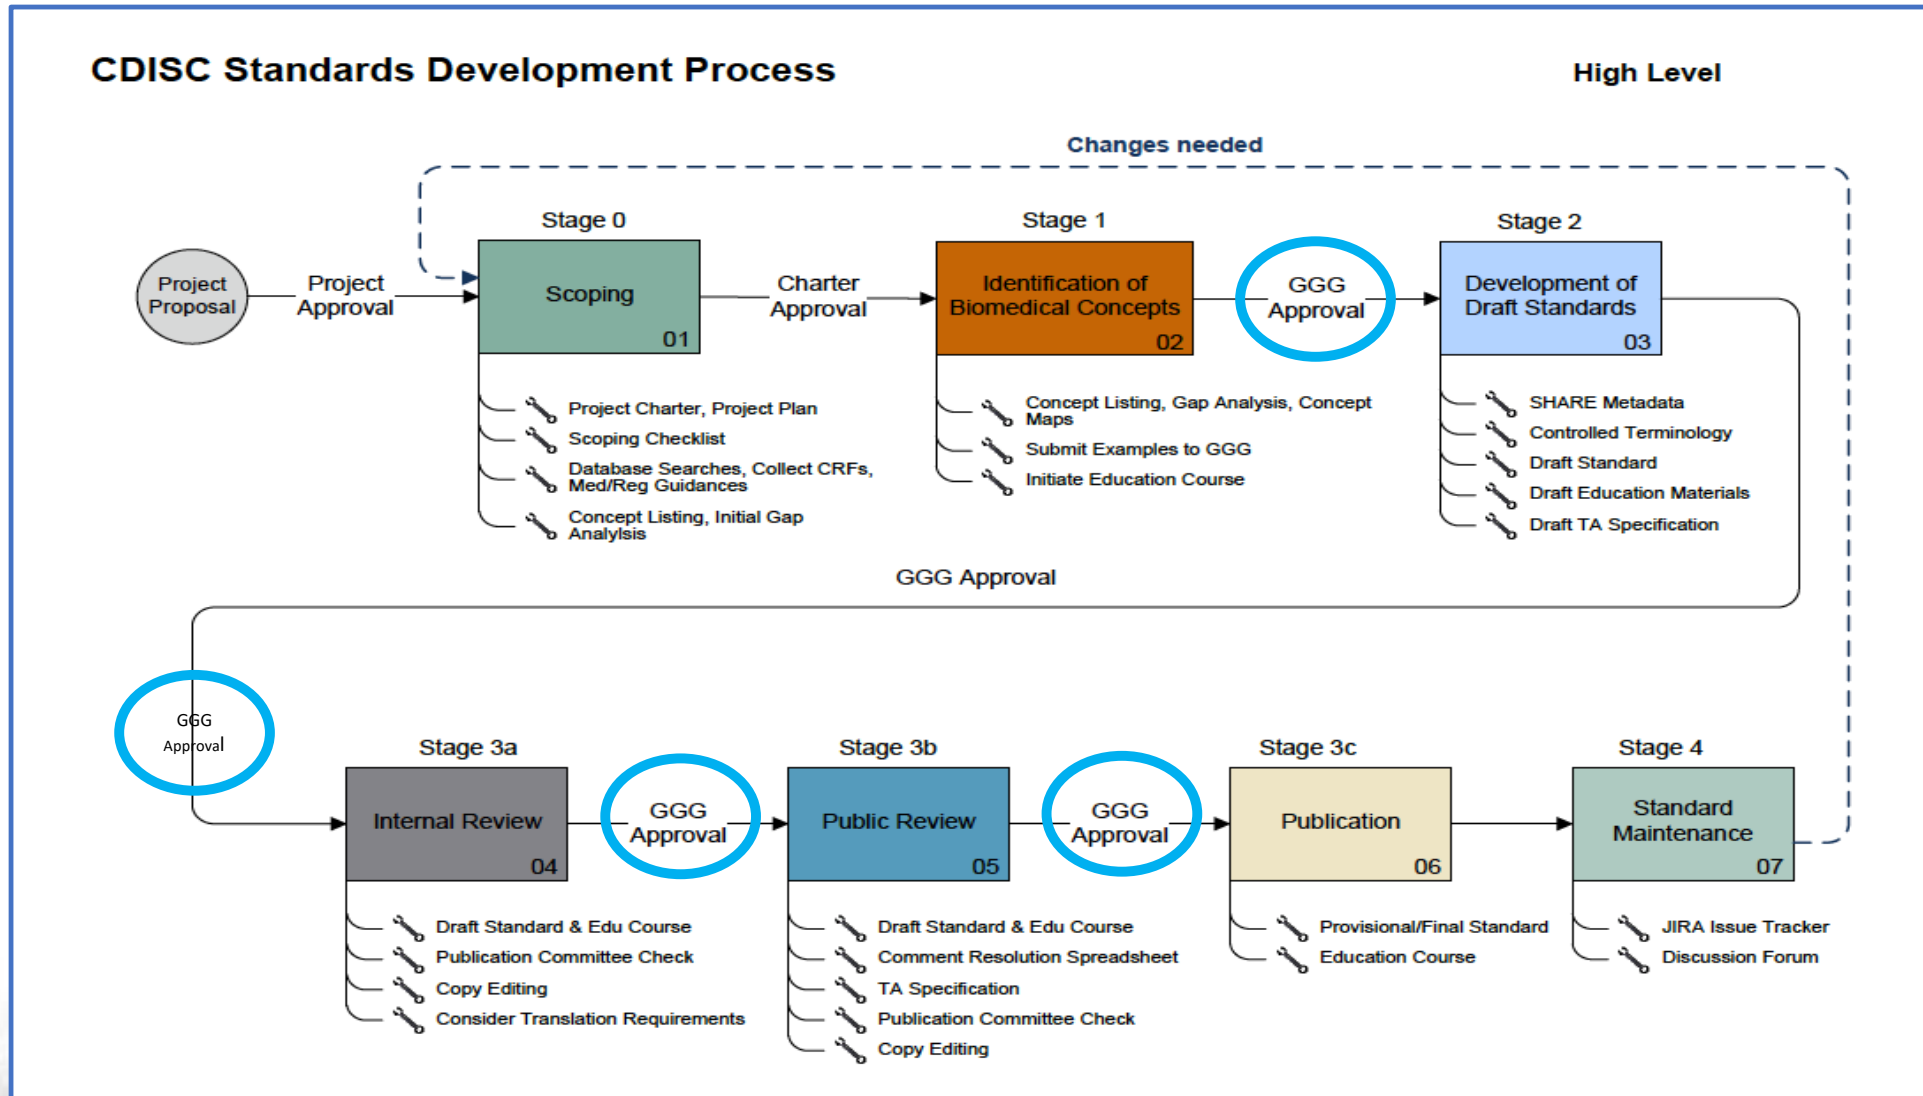 CDISC Standards Development Process
High Level
Changes needed
Stage 0
Stage 1
Stage 2
Project
Proposal
Project
Approval
Scoping
01
Charter
Approval
Identification of
Biomedical Concepts
02
GGG
Approval
Development of
Draft Standards
03
Project Charter, Project Plan
Scoping Checklist
Database Searches, Collect CRFs,
Med/Reg Guidances
Concept Listing, Initial Gap
Analylsis
Concept Listing, Gap Analysis, Concept
Maps
Submit Examples to GGG
Initiate Education Course
SHARE Metadata
Controlled Terminology
Draft Standard
Draft Education Materials
Draft TA Specification
GGG Approval
GGG
Approval
Stage 3a
Stage 3b
Stage 3c
Stage 4
Internal Review
04
GGG
Approval
Public Review
05
GGG
Approval
Publication
06
Standard
Maintenance
07
Draft Standard & Edu Course
Publication Committee Check
Copy Editing
Consider Translation Requirements
Draft Standard & Edu Course
Comment Resolution Spreadsheet
TA Specification
Publication Committee Check
Copy Editing
Provisional/Final Standard
Education Course
JIRA Issue Tracker
Discussion Forum